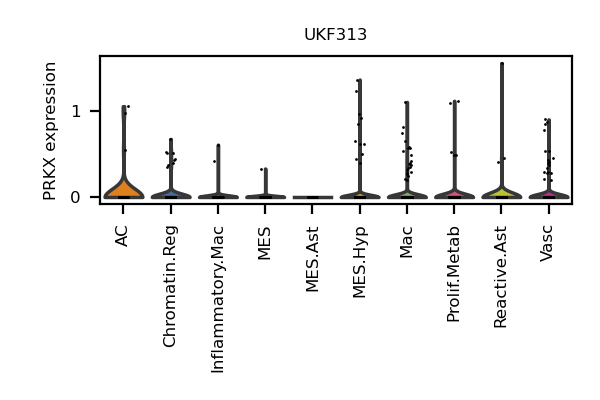 UKF313
PRKX expression
1
0
AC
Chromatin.Reg
Inflammatory.Mac
MES
MES.Ast
MES.Hyp
Mac
Prolif.Metab
Reactive.Ast
Vasc